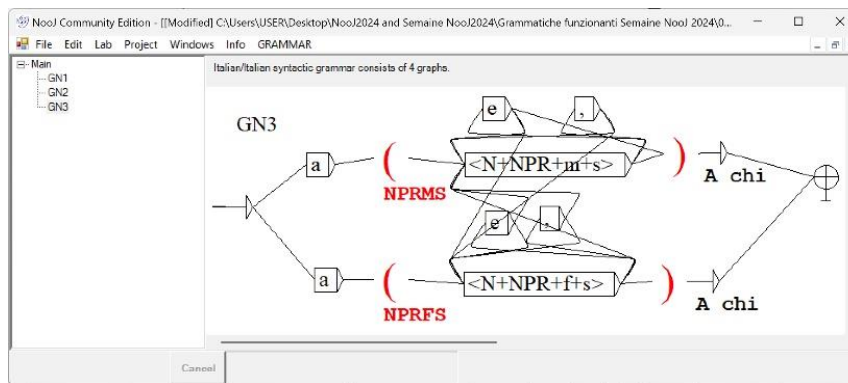 NooJ Community Edition - [[Modified] C:\Users\USER\Desktop\NooJ2024 and Semaine NooJ2024\Grammatiche funzionanti Semaine NooJ 2024\0...
File Edit Lab Project Windows Info GRAMMAR
Main
GN1
GN2
GN3
Italian/Italian syntactic grammar consists of 4 graphs.
GN3
e ,
a ( <N+NPR+m+s> )
NPRMS A chi
e ,
a ( <N+NPR+f+s> )
NPRFS A chi
Cancel